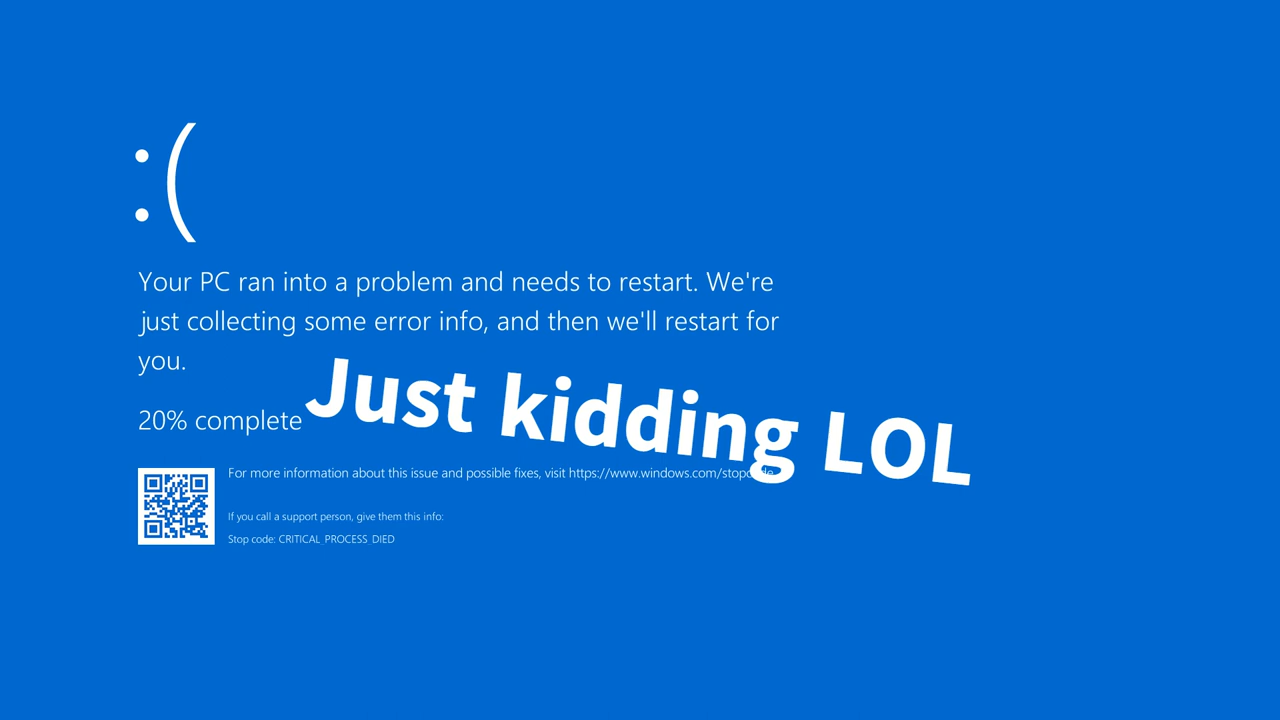 :(
Your PC ran into a problem and needs to restart. We're
just collecting some error info, and then we'll restart for
you.
20% complete
Just kidding LOL
For more information about this issue and possible fixes, visit https://www.windows.com/stopcode
If you call a support person, give them this info:
Stop code: CRITICAL_PROCESS_DIED